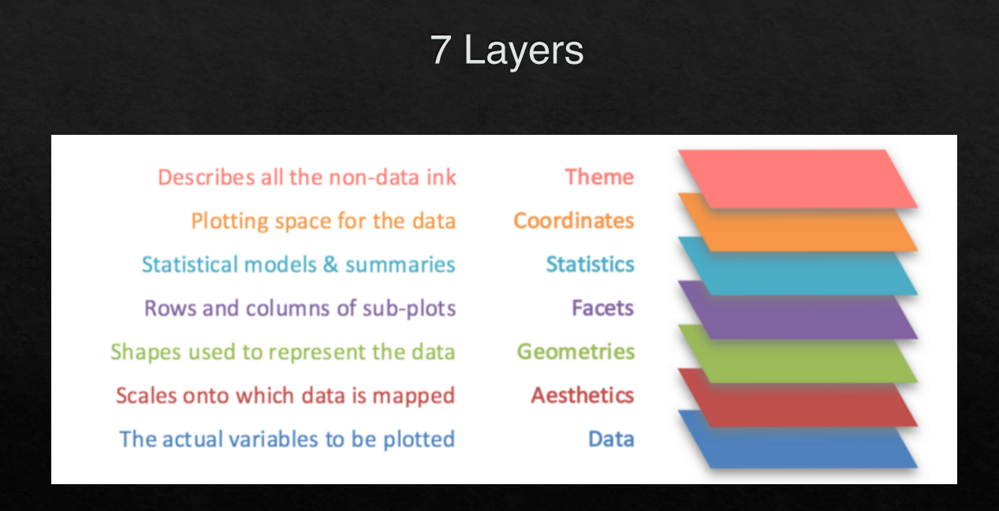 7 Layers
Describes all the non-data ink Theme
Plotting space for the data Coordinates
Statistical models & summaries Statistics
Rows and columns of sub-plots Facets
Shapes used to represent the data Geometries
Scales onto which data is mapped Aesthetics
The actual variables to be plotted Data